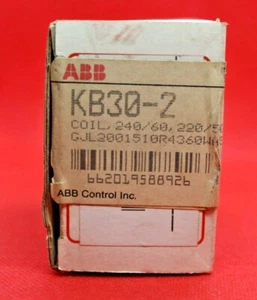 ABB
KB30-2
COIL, 240/60, 220/50
GJL2001510R4360
662019588926
ABB Control Inc.